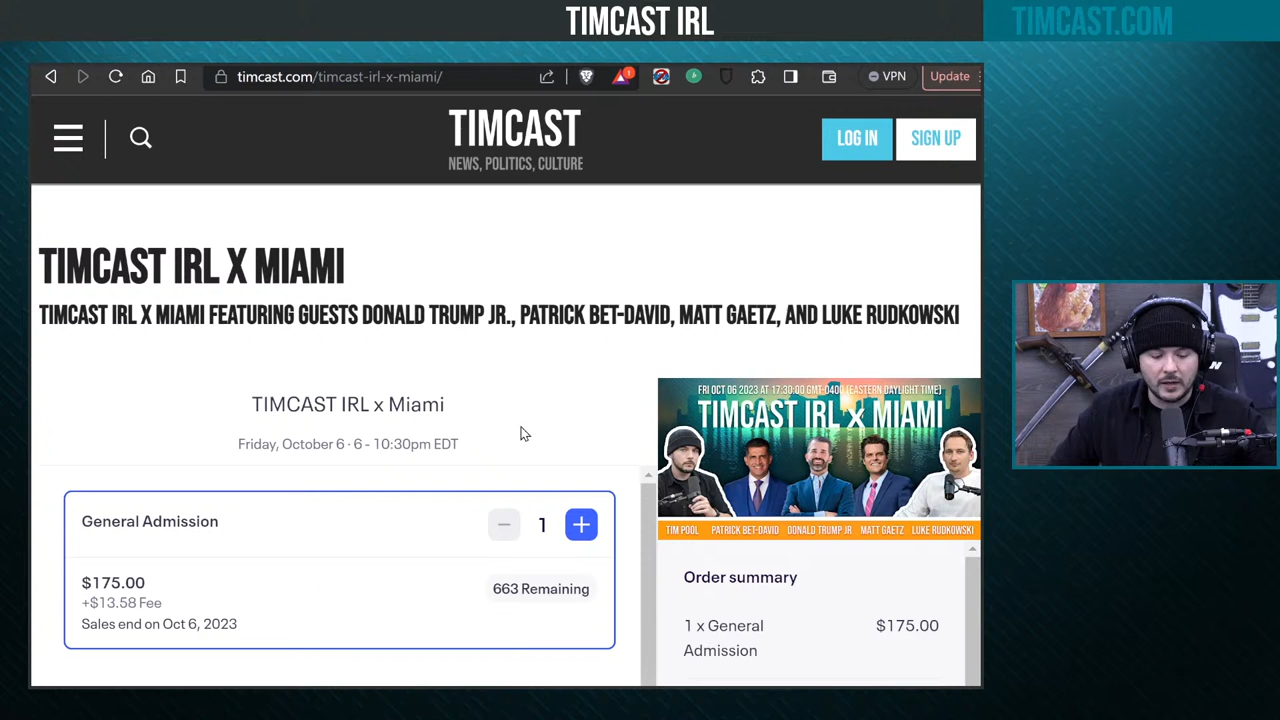 TIMCAST IRL
TIMCAST.COM
timcast.com/timcast-irl-x-miami/
1
VPN
Update
TIMCAST
NEWS, POLITICS, CULTURE
LOG IN
SIGN UP
TIMCAST IRL X MIAMI
TIMCAST IRL X MIAMI FEATURING GUESTS DONALD TRUMP JR., PATRICK BET-DAVID, MATT GAETZ, AND LUKE RUDKOWSKI
TIMCAST IRL x Miami
Friday, October 6 · 6 - 10:30pm EDT
General Admission
1
$175.00
+$13.58 Fee
Sales end on Oct 6, 2023
663 Remaining
FRI OCT 06 2023 AT 17:30:00 GMT-0400 (EASTERN DAYLIGHT TIME)
TIMCAST IRL X MIAMI
TIM POOL PATRICK BET-DAVID DONALD TRUMP JR MATT GAETZ LUKE RUDKOWSKI
Order summary
1 x General $175.00
Admission